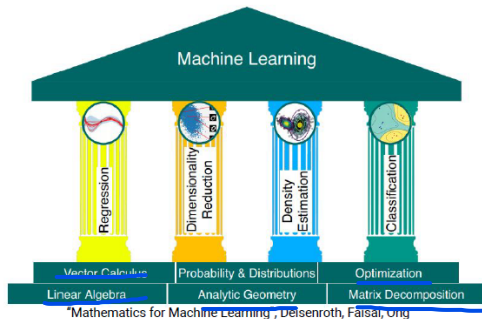 Machine Learning
Regression
Dimensionality
Reduction
Density
Estimation
Classification
Vector Calculus
Probability & Distributions
Optimization
Linear Algebra
Analytic Geometry
Matrix Decomposition
"Mathematics for Machine Learning", Deisenroth, Faisal, Ong